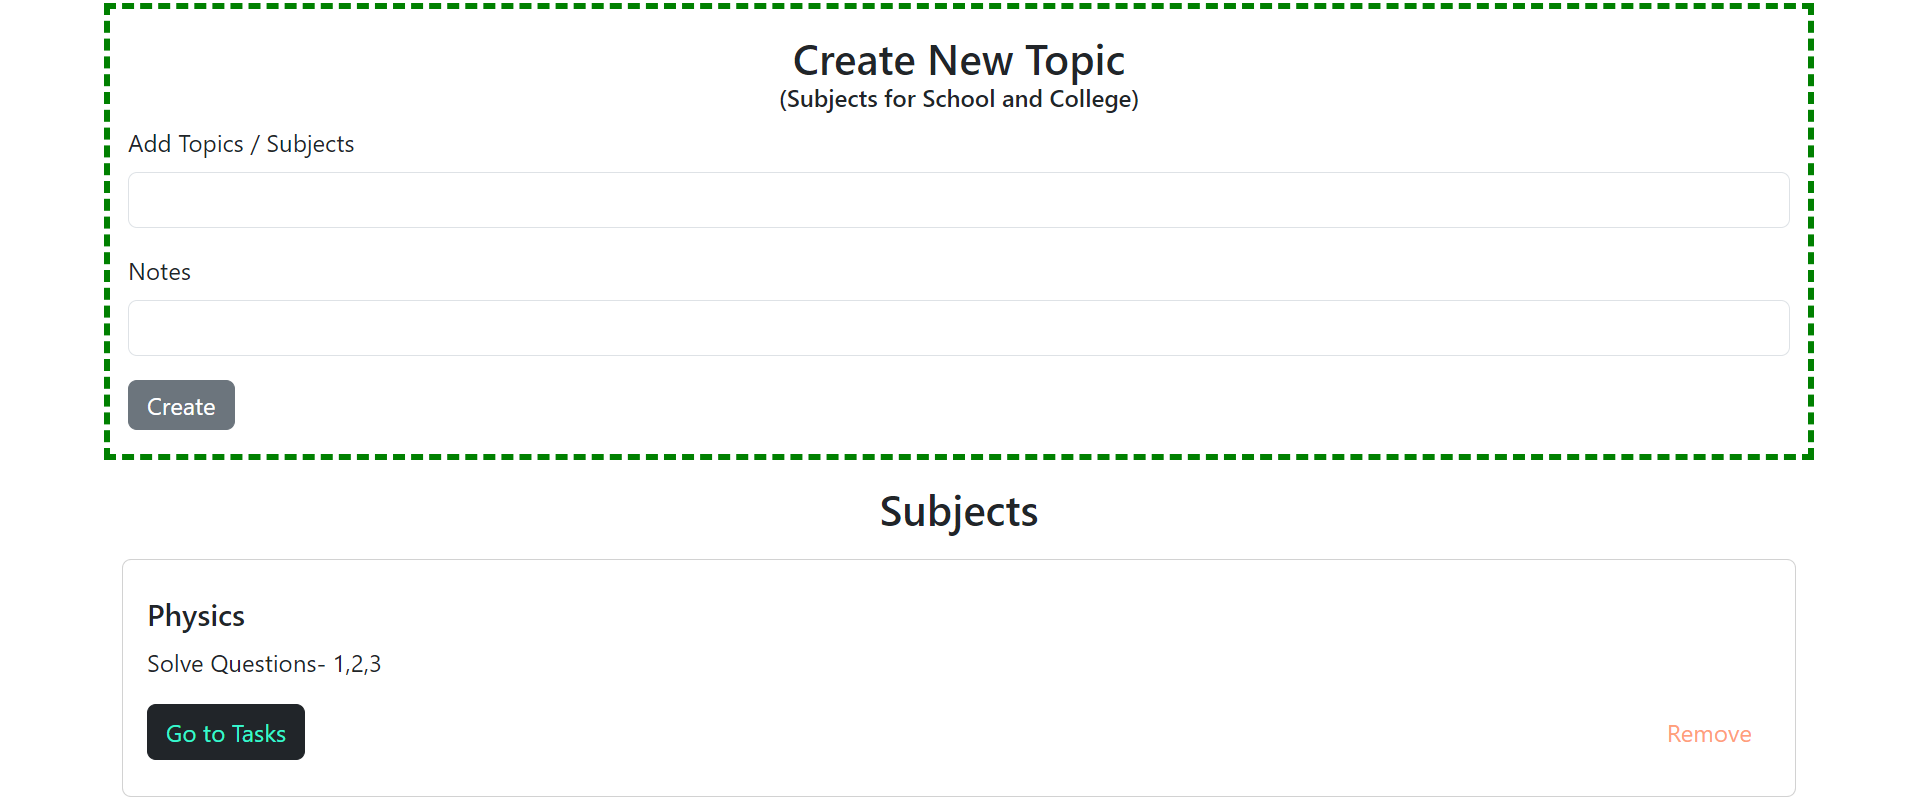 Create New Topic
(Subjects for School and College)
Add Topics / Subjects
Notes
Create
Subjects
Physics
Solve Questions- 1,2,3
Go to Tasks
Remove